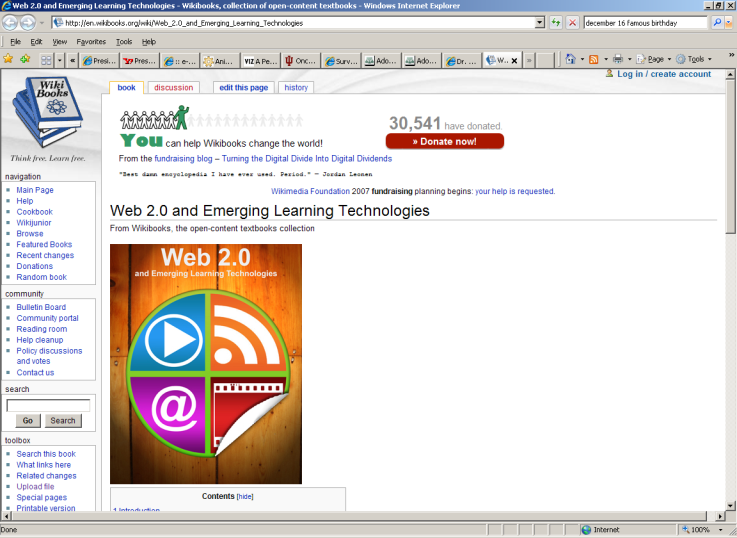 Web 2.0 and Emerging Learning Technologies - Wikibooks, collection of open-content textbooks - Windows Internet Explorer
http://en.wikibooks.org/wiki/Web_2.0_and_Emerging_Learning_Technologies
december 16 famous birthday
File Edit View Favorites Tools Help
Presi... Presi... :: e-... Ani... VIZ A Pe... Onc... Surv... Ado... Ado... Dr. ... W...
Page Tools
Log in / create account
book discussion edit this page history
Wiki
Books
Think free. Learn free.
30,541 have donated.
You can help Wikibooks change the world!
» Donate now!
From the fundraising blog – Turning the Digital Divide Into Digital Dividends
"Best damn encyclopedia I have ever used. Period." — Jordan Leonen
Wikimedia Foundation 2007 fundraising planning begins: your help is requested.
navigation
Main Page
Help
Cookbook
Wikijunior
Browse
Featured Books
Recent changes
Donations
Random book
community
Bulletin Board
Community portal
Reading room
Help cleanup
Policy discussions
and votes
Contact us
search
Go Search
toolbox
Search this book
What links here
Related changes
Upload file
Special pages
Printable version
Web 2.0 and Emerging Learning Technologies
From Wikibooks, the open-content textbooks collection
Web 2.0
and Emerging Learning Technologies
@
Contents [hide]
1 Introduction
Done
Internet
100%